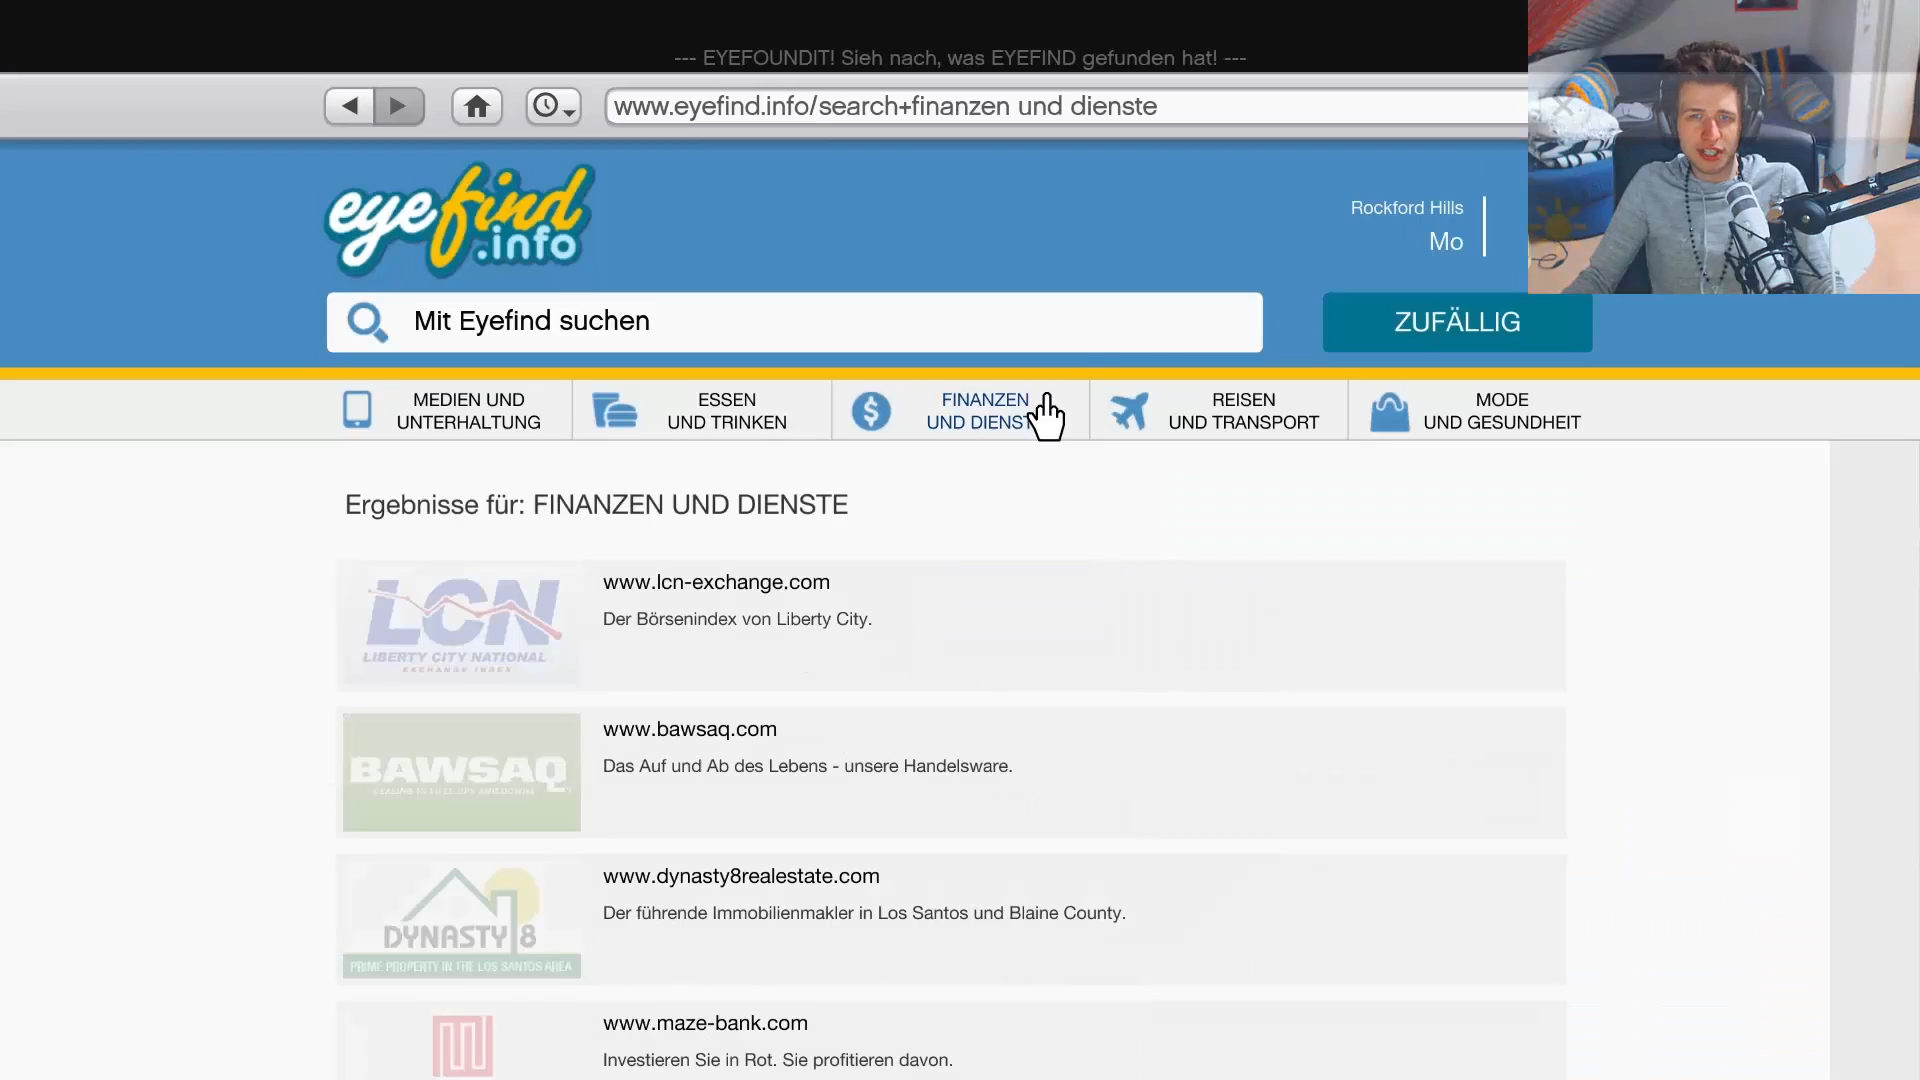 --- EYEFOUNDIT! Sieh nach, was EYEFIND gefunden hat! ---
www.eyefind.info/search+finanzen und dienste
eyefind
.info
Rockford Hills
Mo
Mit Eyefind suchen
ZUFÄLLIG
MEDIEN UND
UNTERHALTUNG
ESSEN
UND TRINKEN
FINANZEN
UND DIENST
REISEN
UND TRANSPORT
MODE
UND GESUNDHEIT
Ergebnisse für: FINANZEN UND DIENSTE
LCN
LIBERTY CITY NATIONAL
EXCHANGE INDEX
www.lcn-exchange.com
Der Börsenindex von Liberty City.
BAWSAQ
www.bawsaq.com
Das Auf und Ab des Lebens - unsere Handelsware.
DYNASTY 8
PRIME PROPERTY IN THE LOS SANTOS AREA
www.dynasty8realestate.com
Der führende Immobilienmakler in Los Santos und Blaine County.
www.maze-bank.com
Investieren Sie in Rot. Sie profitieren davon.